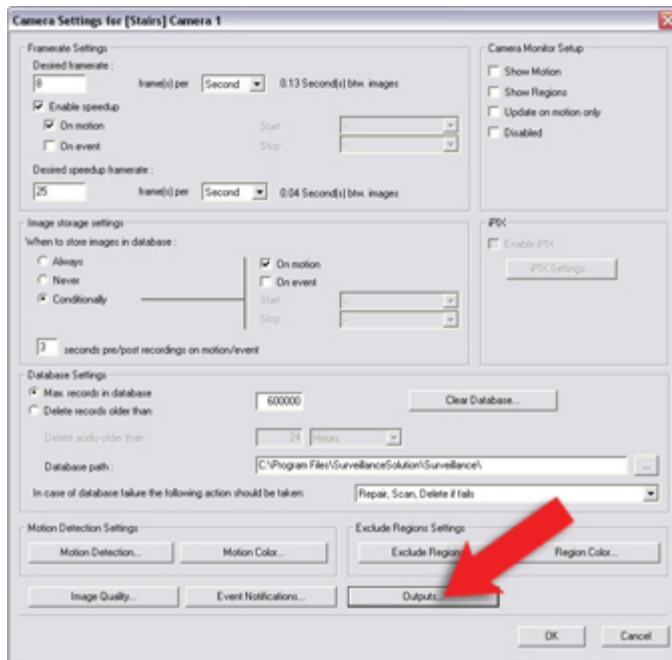 Camera Settings for [Stairs] Camera 1
Framerate Settings
Desired framerate :
8 frame(s) per Second 0.13 Second(s) btw. images
Enable speedup
On motion Start
On event Stop
Desired speedup framerate :
25 frame(s) per Second 0.04 Second(s) btw. images
Camera Monitor Setup
Show Motion
Show Regions
Update on motion only
Disabled
Image storage settings
When to store images in database :
Always On motion
Never On event
Conditionally Start
Stop
3 seconds pre/post recordings on motion/event
iPIX
Enable iPIX
iPIX Settings...
Database Settings
Max. records in database 600000 Clear Database...
Delete records older than
Delete audio older than : 24 Hours
Database path : C:\Program Files\SurveillanceSolution\Surveillance\ ...
In case of database failure the following action should be taken: Repair, Scan, Delete if fails
Motion Detection Settings
Motion Detection... Motion Color...
Exclude Regions Settings
Exclude Region Region Color...
Image Quality... Event Notifications... Outputs...
OK Cancel